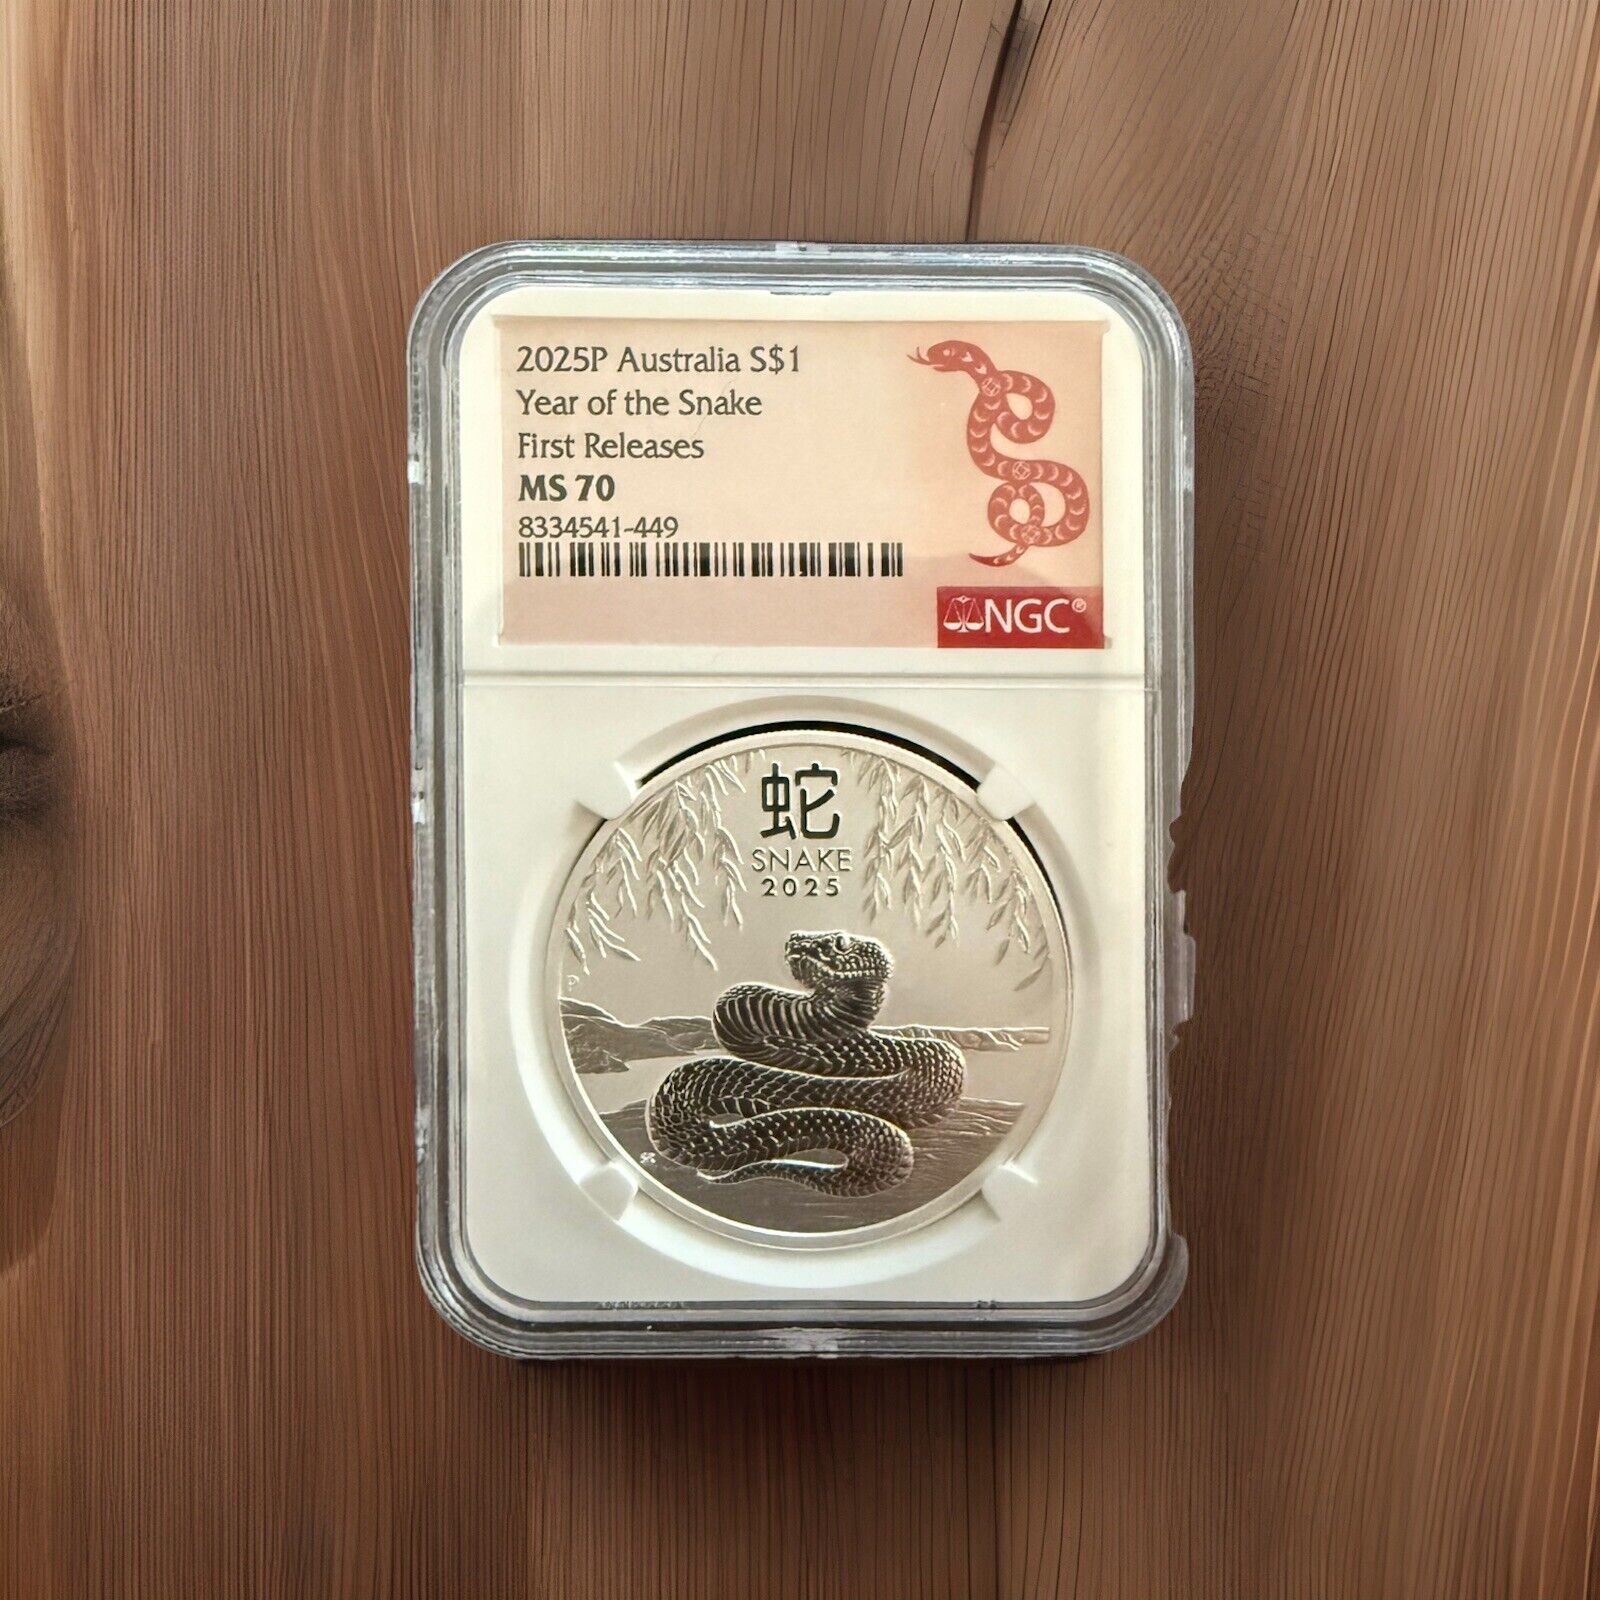 2025P Australia S$1
Year of the Snake
First Releases
MS 70
8334541-449
NGC®
蛇
SNAKE
2025
P